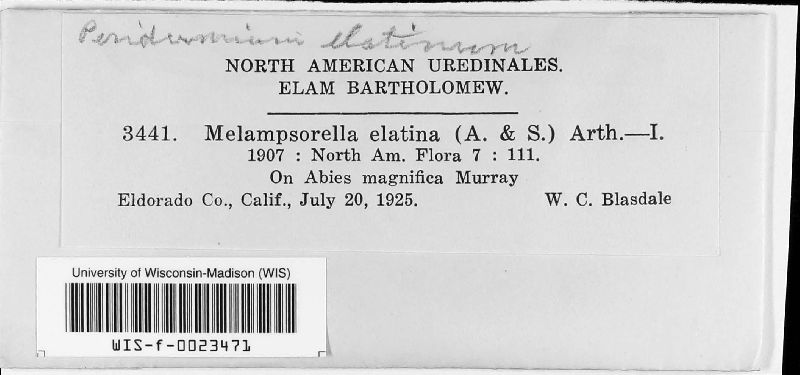 Peridermium elatinum
NORTH AMERICAN UREDINALES.
ELAM BARTHOLOMEW.
3441. Melampsorella elatina (A. & S.) Arth.—I.
1907 : North Am. Flora 7 : 111.
On Abies magnifica Murray
Eldorado Co., Calif., July 20, 1925. W. C. Blasdale
University of Wisconsin-Madison (WIS)
WIS-f-0023471